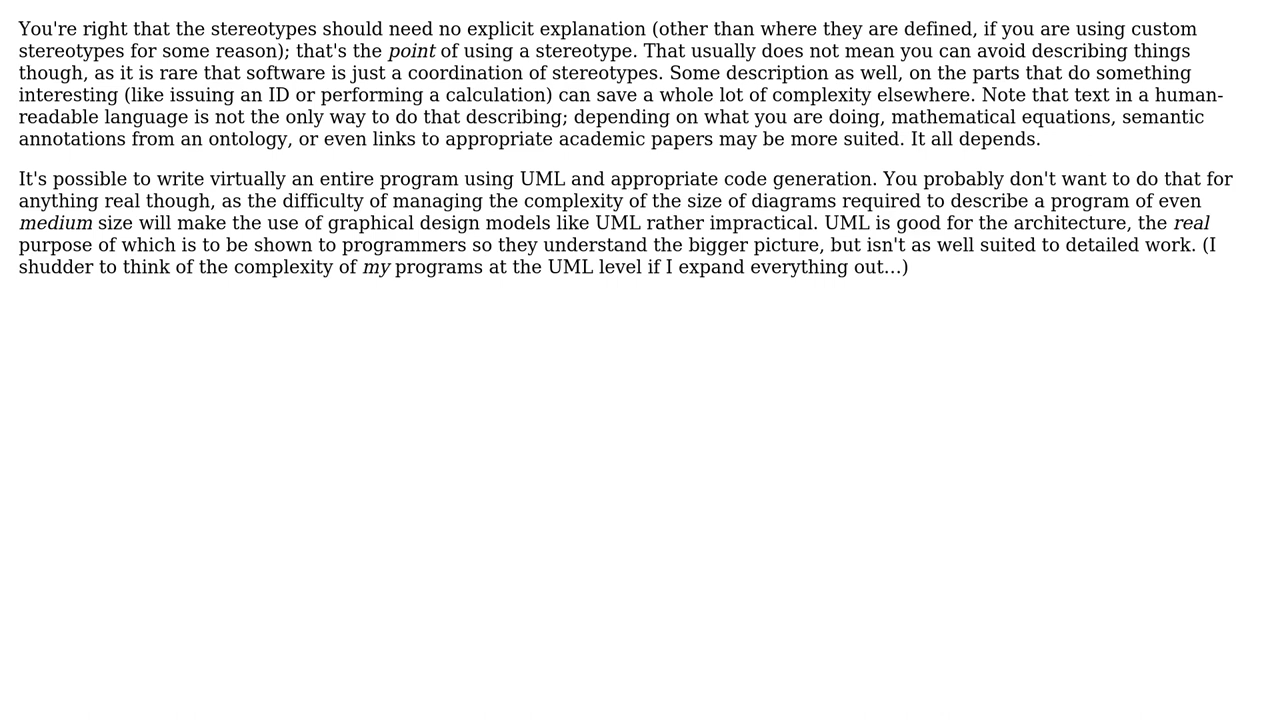 You're right that the stereotypes should need no explicit explanation (other than where they are defined, if you are using custom
stereotypes for some reason); that's the point of using a stereotype. That usually does not mean you can avoid describing things
though, as it is rare that software is just a coordination of stereotypes. Some description as well, on the parts that do something
interesting (like issuing an ID or performing a calculation) can save a whole lot of complexity elsewhere. Note that text in a human-
readable language is not the only way to do that describing; depending on what you are doing, mathematical equations, semantic
annotations from an ontology, or even links to appropriate academic papers may be more suited. It all depends.
It's possible to write virtually an entire program using UML and appropriate code generation. You probably don't want to do that for
anything real though, as the difficulty of managing the complexity of the size of diagrams required to describe a program of even
medium size will make the use of graphical design models like UML rather impractical. UML is good for the architecture, the real
purpose of which is to be shown to programmers so they understand the bigger picture, but isn't as well suited to detailed work. (I
shudder to think of the complexity of my programs at the UML level if I expand everything out…)